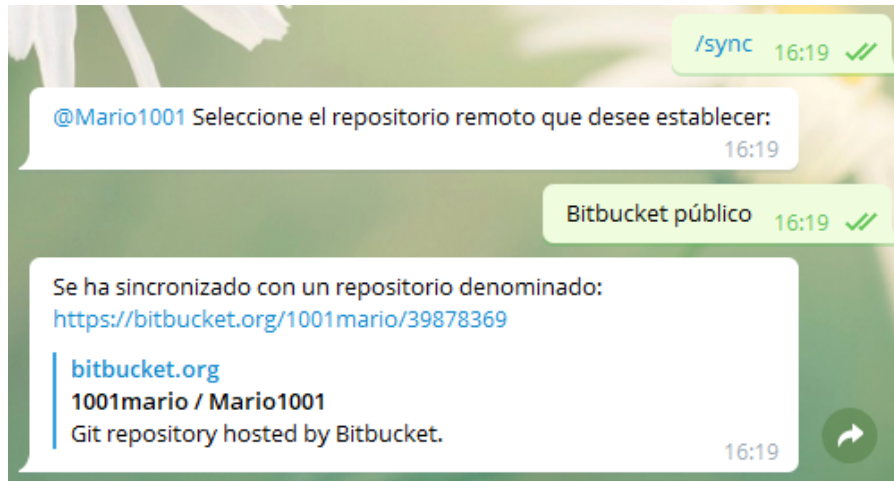 /sync 16:19
@Mario1001 Seleccione el repositorio remoto que desee establecer:
16:19
Bitbucket público 16:19
Se ha sincronizado con un repositorio denominado:
https://bitbucket.org/1001mario/39878369
bitbucket.org
1001mario / Mario1001
Git repository hosted by Bitbucket.
16:19